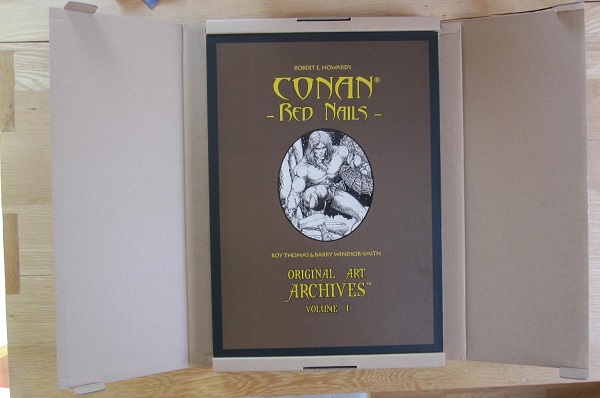 ROBERT E. HOWARD'S
CONAN®
- RED NAILS -
ROY THOMAS & BARRY WINDSOR-SMITH
ORIGINAL ART
ARCHIVES™
VOLUME 1